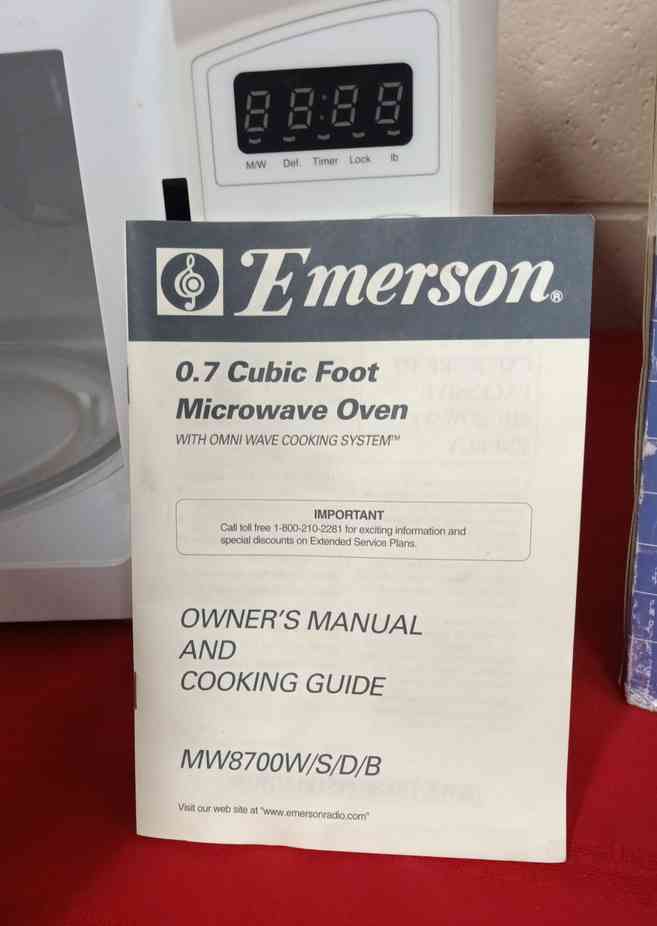 M/W Def. Timer Lock lb
Emerson®
0.7 Cubic Foot
Microwave Oven
WITH OMNI WAVE COOKING SYSTEM™
IMPORTANT
Call toll free 1-800-210-2281 for exciting information and
special discounts on Extended Service Plans.
OWNER'S MANUAL
AND
COOKING GUIDE
MW8700W/S/D/B
Visit our web site at "www.emersonradio.com"